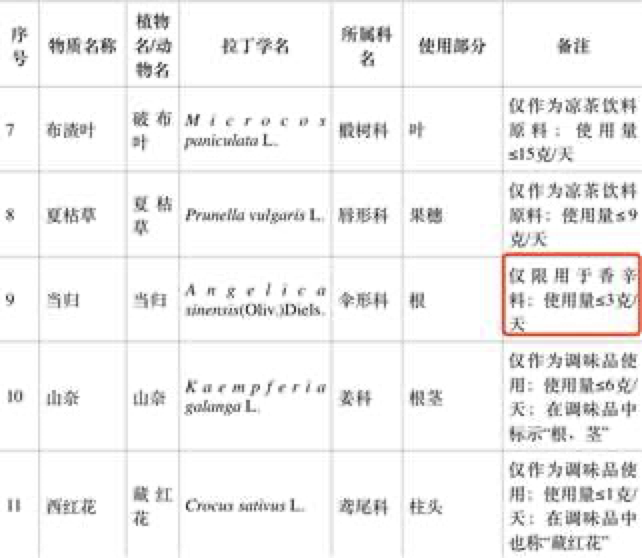 序号
物质名称
植物名/动物名
拉丁学名
所属科名
使用部分
备注
7
布渣叶
破布叶
Microcos
paniculata L.
椴树科
叶
仅作为凉茶饮料
原料；使用量
≤15克/天
8
夏枯草
夏枯草
Prunella vulgaris L.
唇形科
果穗
仅作为凉茶饮料
原料；使用量≤9
克/天
9
当归
当归
Angelica
sinensis(Oliv.)Diels.
伞形科
根
仅限用于香辛
料；使用量≤3克/
天
10
山奈
山奈
Kaempferia
galanga L.
姜科
根茎
仅作为调味品使
用；使用量≤6克/
天；在调味品中
标示“根、茎”
11
西红花
藏红花
Crocus sativus L.
鸢尾科
柱头
仅作为调味品使
用；使用量≤1克/
天；在调味品中
也称“藏红花”